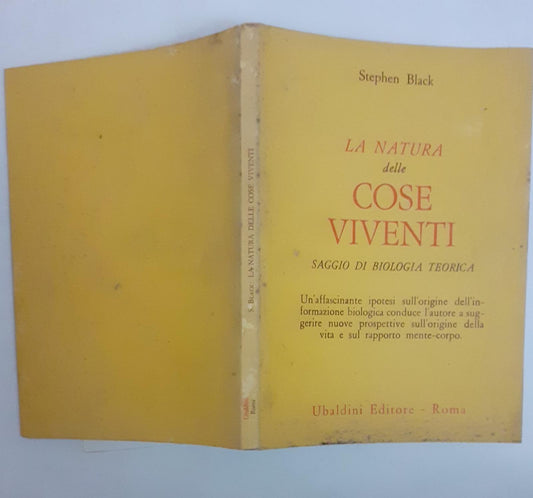 Stephen Black
LA NATURA
delle
COSE
VIVENTI
SAGGIO DI BIOLOGIA TEORICA
Un'affascinante ipotesi sull'origine dell'in-
formazione biologica conduce l'autore a sug-
gerire nuove prospettive sull'origine della
vita e sul rapporto mente-corpo.
Ubaldini Editore - Roma
S. Black: LA NATURA DELLE COSE VIVENTI
Ubaldini
Roma